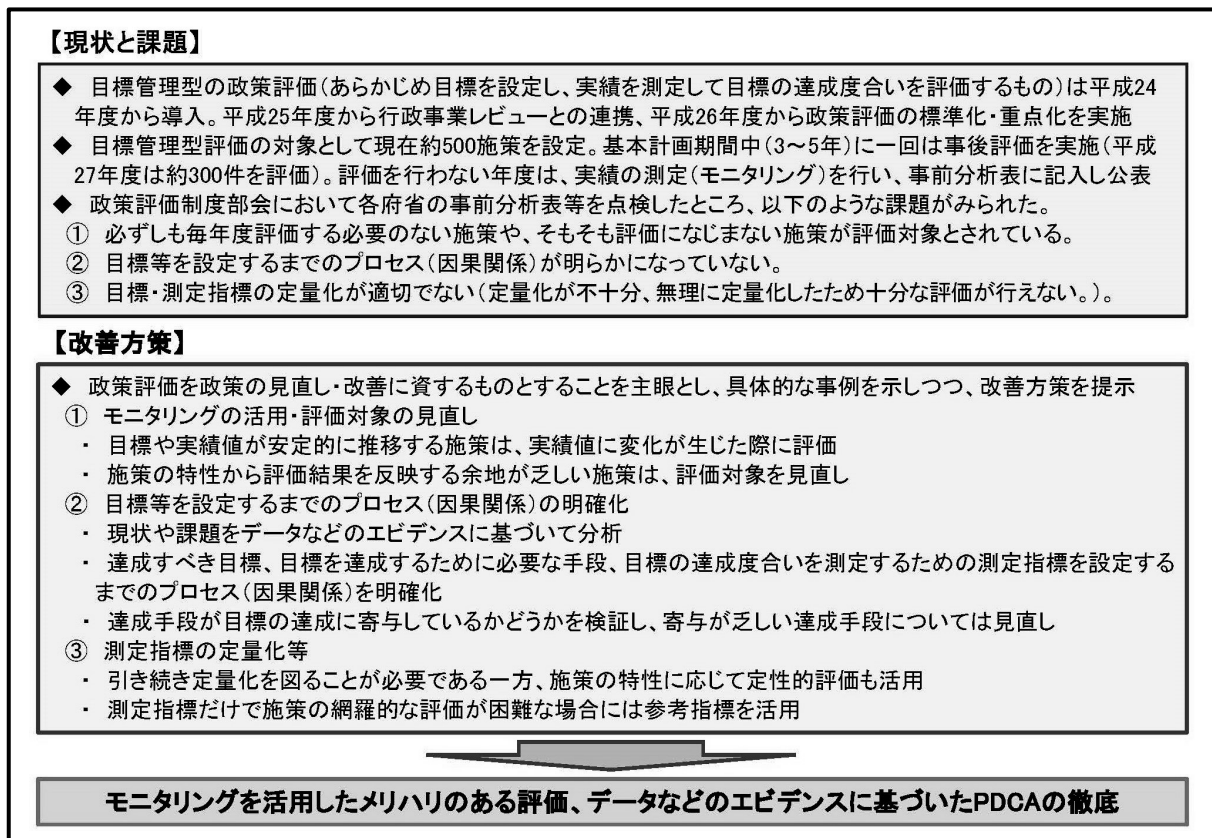 【現状と課題】
◆ 目標管理型の政策評価(あらかじめ目標を設定し、実績を測定して目標の達成度合いを評価するもの)は平成24
年度から導入。平成25年度から行政事業レビューとの連携、平成26年度から政策評価の標準化・重点化を実施
◆ 目標管理型評価の対象として現在約500施策を設定。基本計画期間中(3～5年)に一回は事後評価を実施(平成
27年度は約300件を評価)。評価を行わない年度は、実績の測定(モニタリング)を行い、事前分析表に記入し公表
◆ 政策評価制度部会において各府省の事前分析表等を点検したところ、以下のような課題がみられた。
① 必ずしも毎年度評価する必要のない施策や、そもそも評価になじまない施策が評価対象とされている。
② 目標等を設定するまでのプロセス(因果関係)が明らかになっていない。
③ 目標・測定指標の定量化が適切でない(定量化が不十分、無理に定量化したため十分な評価が行えない。)。
【改善方策】
◆ 政策評価を政策の見直し・改善に資するものとすることを主眼とし、具体的な事例を示しつつ、改善方策を提示
① モニタリングの活用・評価対象の見直し
・ 目標や実績値が安定的に推移する施策は、実績値に変化が生じた際に評価
・ 施策の特性から評価結果を反映する余地が乏しい施策は、評価対象を見直し
② 目標等を設定するまでのプロセス(因果関係)の明確化
・ 現状や課題をデータなどのエビデンスに基づいて分析
・ 達成すべき目標、目標を達成するために必要な手段、目標の達成度合いを測定するための測定指標を設定する
までのプロセス(因果関係)を明確化
・ 達成手段が目標の達成に寄与しているかどうかを検証し、寄与が乏しい達成手段については見直し
③ 測定指標の定量化等
・ 引き続き定量化を図ることが必要である一方、施策の特性に応じて定性的評価も活用
・ 測定指標だけで施策の網羅的な評価が困難な場合には参考指標を活用
モニタリングを活用したメリハリのある評価、データなどのエビデンスに基づいたPDCAの徹底